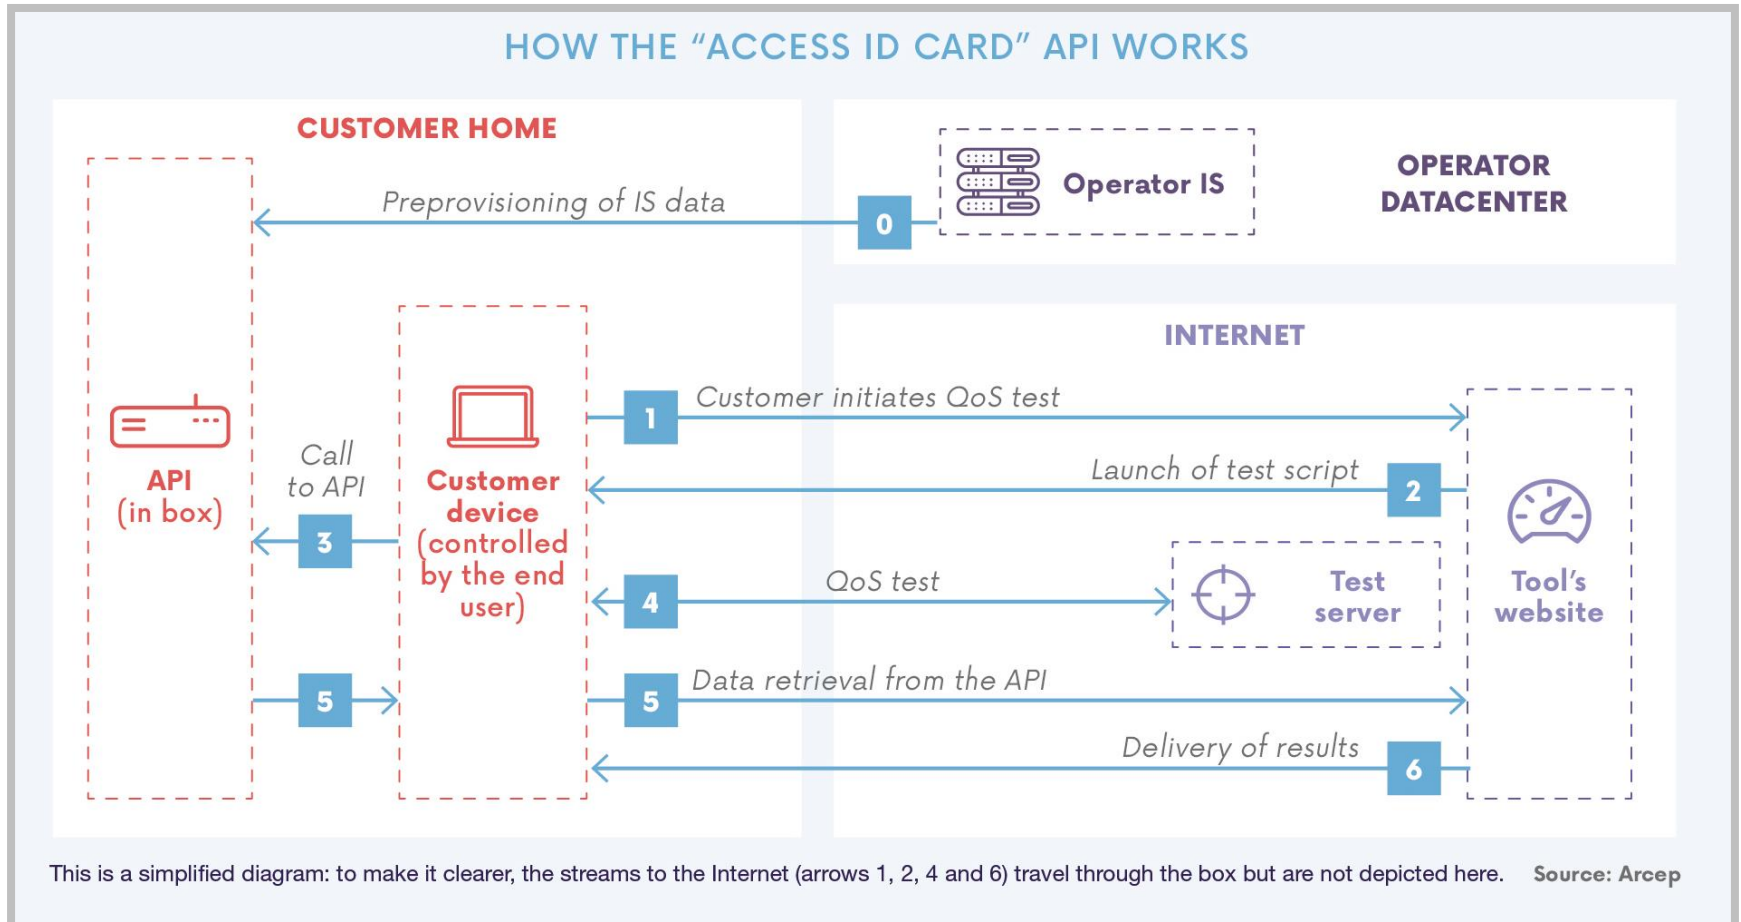 HOW THE “ACCESS ID CARD” API WORKS
CUSTOMER HOME
Preprovisioning of IS data
0
Operator IS
OPERATOR
DATACENTER
INTERNET
1
Customer initiates QoS test
Launch of test script
2
API
(in box)
Call
to API
3
Customer
device
(controlled
by the end
user)
4
QoS test
Test
server
Tool’s
website
5
5
Data retrieval from the API
Delivery of results
6
This is a simplified diagram: to make it clearer, the streams to the Internet (arrows 1, 2, 4 and 6) travel through the box but are not depicted here.
Source: Arcep